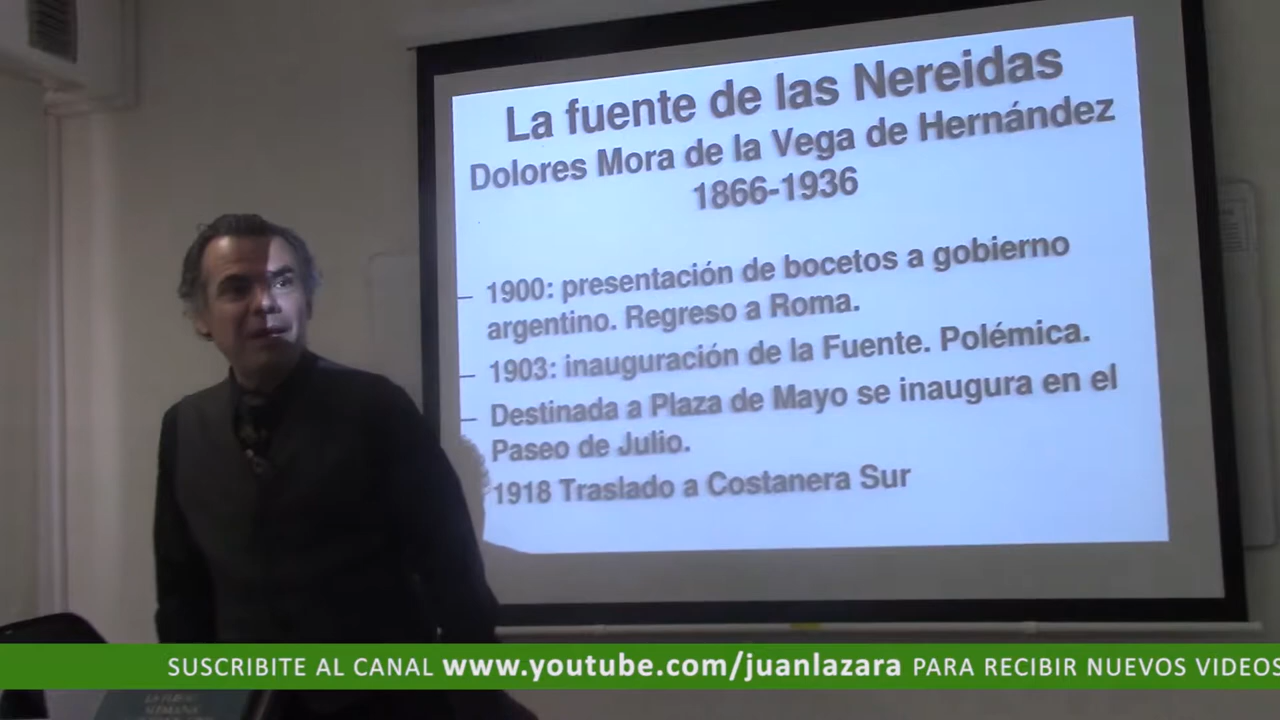 La fuente de las Nereidas
Dolores Mora de la Vega de Hernández
1866-1936
– 1900: presentación de bocetos a gobierno
argentino. Regreso a Roma.
– 1903: inauguración de la Fuente. Polémica.
– Destinada a Plaza de Mayo se inaugura en el
Paseo de Julio.
1918 Traslado a Costanera Sur
SUSCRIBITE AL CANAL www.youtube.com/juanlazara PARA RECIBIR NUEVOS VIDEOS